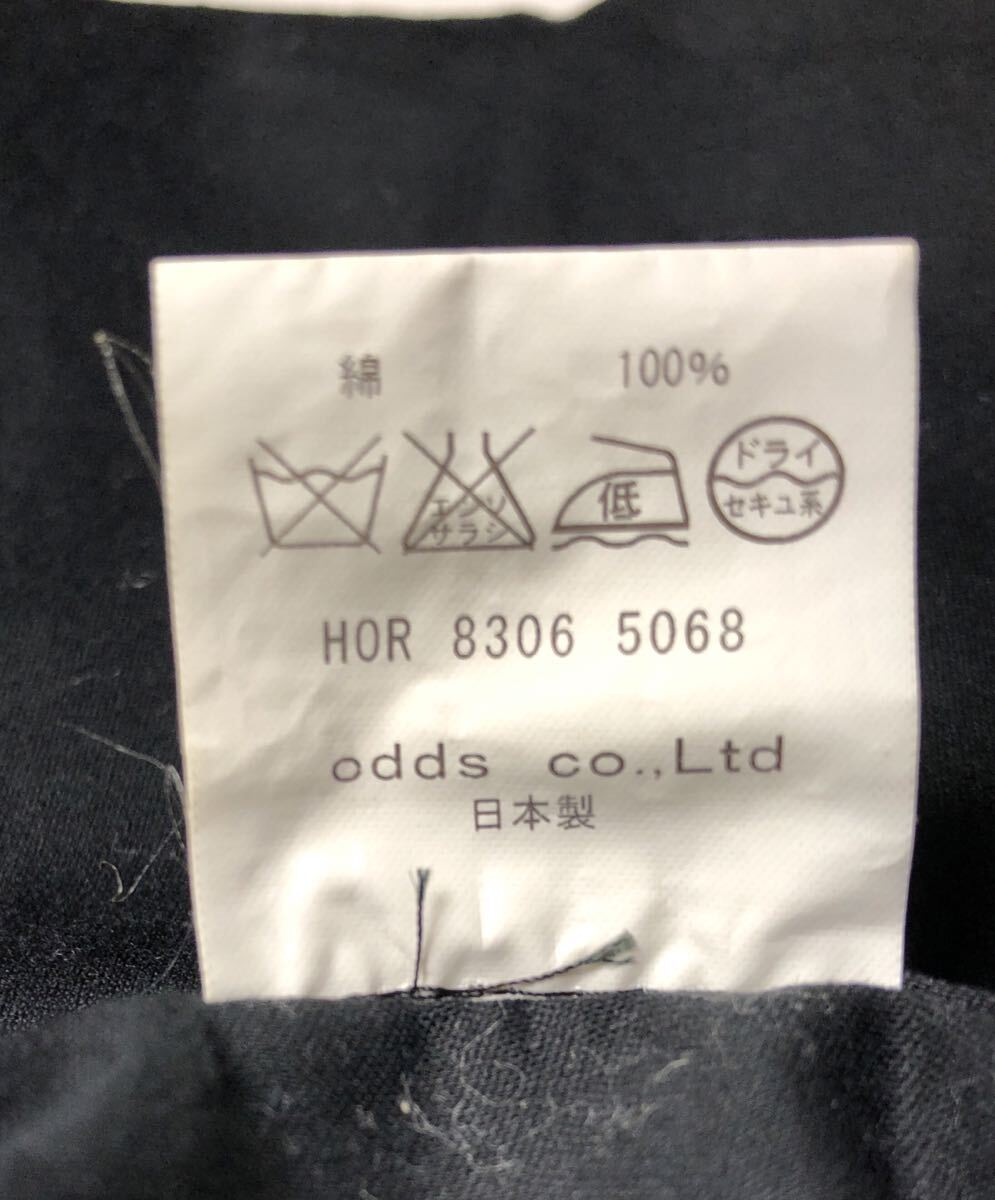 綿 100%
エンソ サラシ 低 ドライ セキユ系
HOR 8306 5068
odds co.,Ltd
日本製